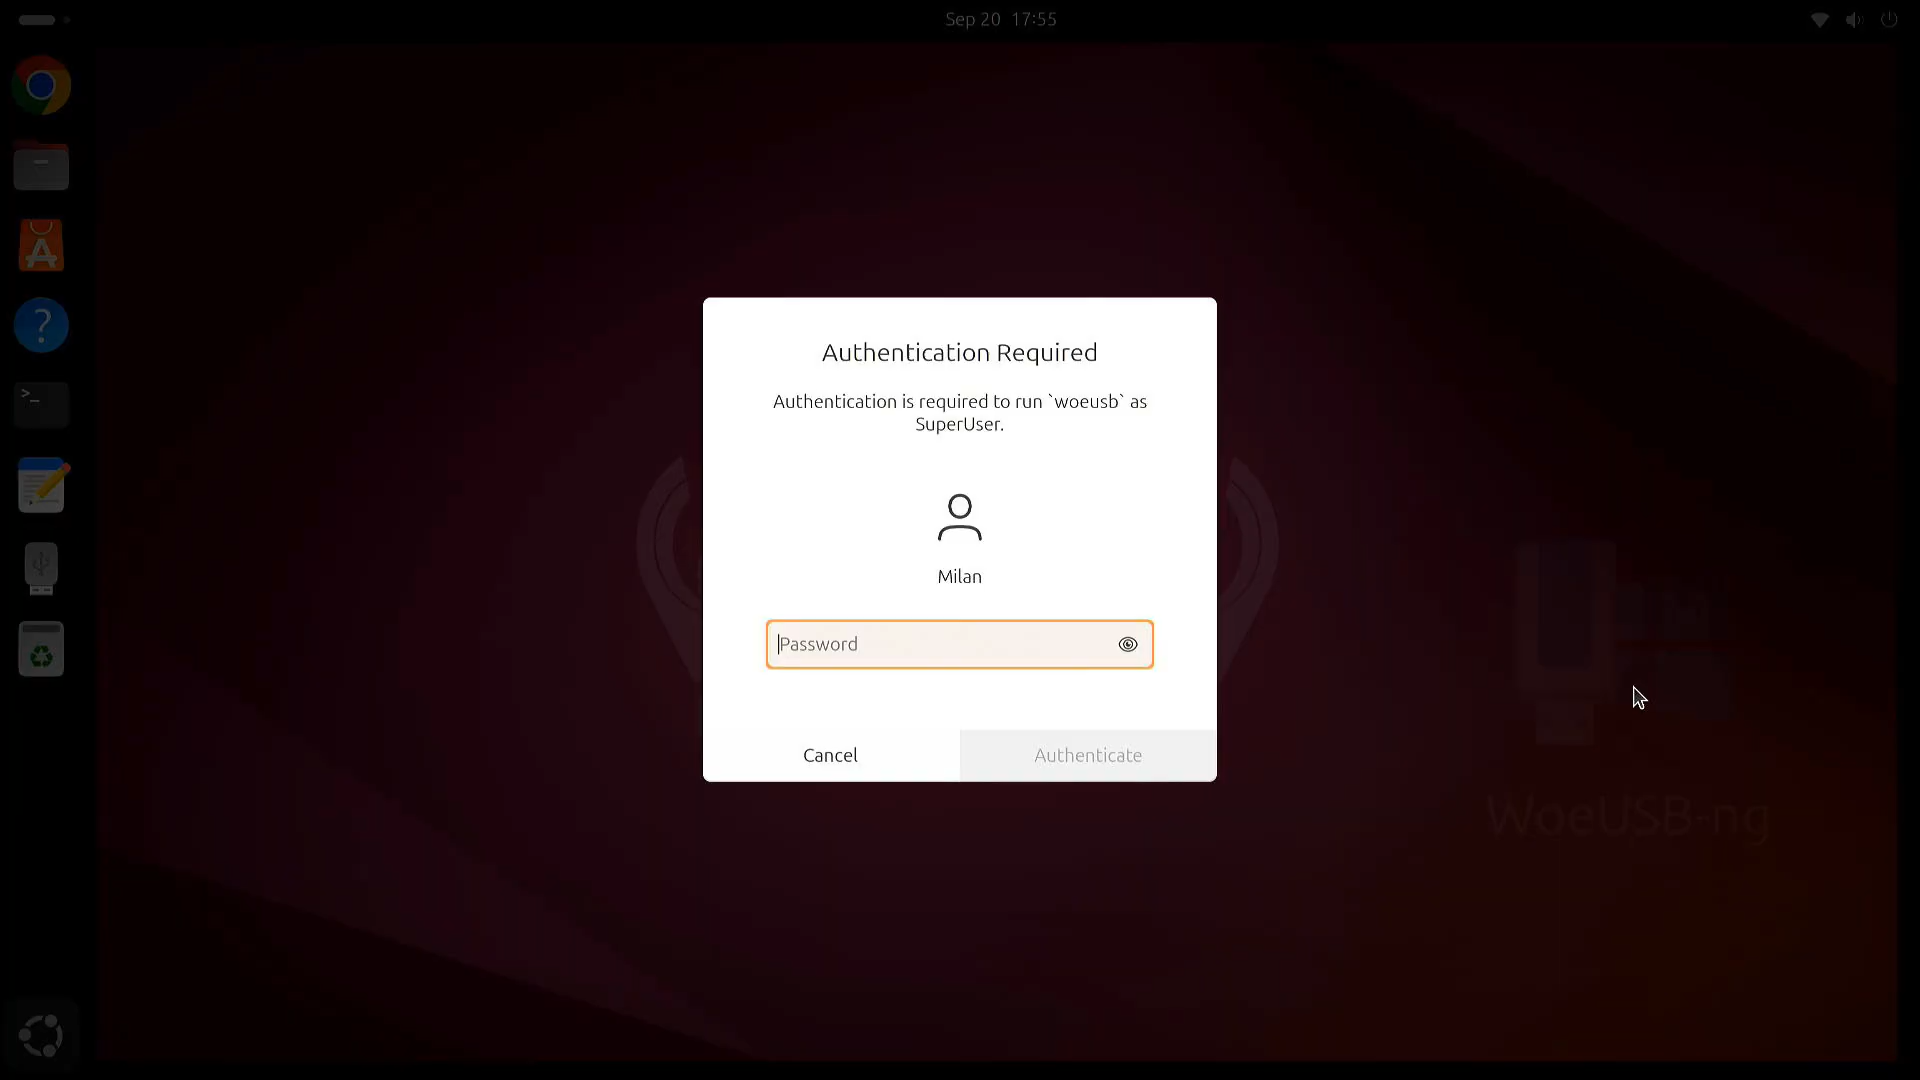 Sep 20 17:55
Authentication Required
Authentication is required to run `woeusb` as
SuperUser.
Milan
Password
Cancel
Authenticate
WoeUSB-ng